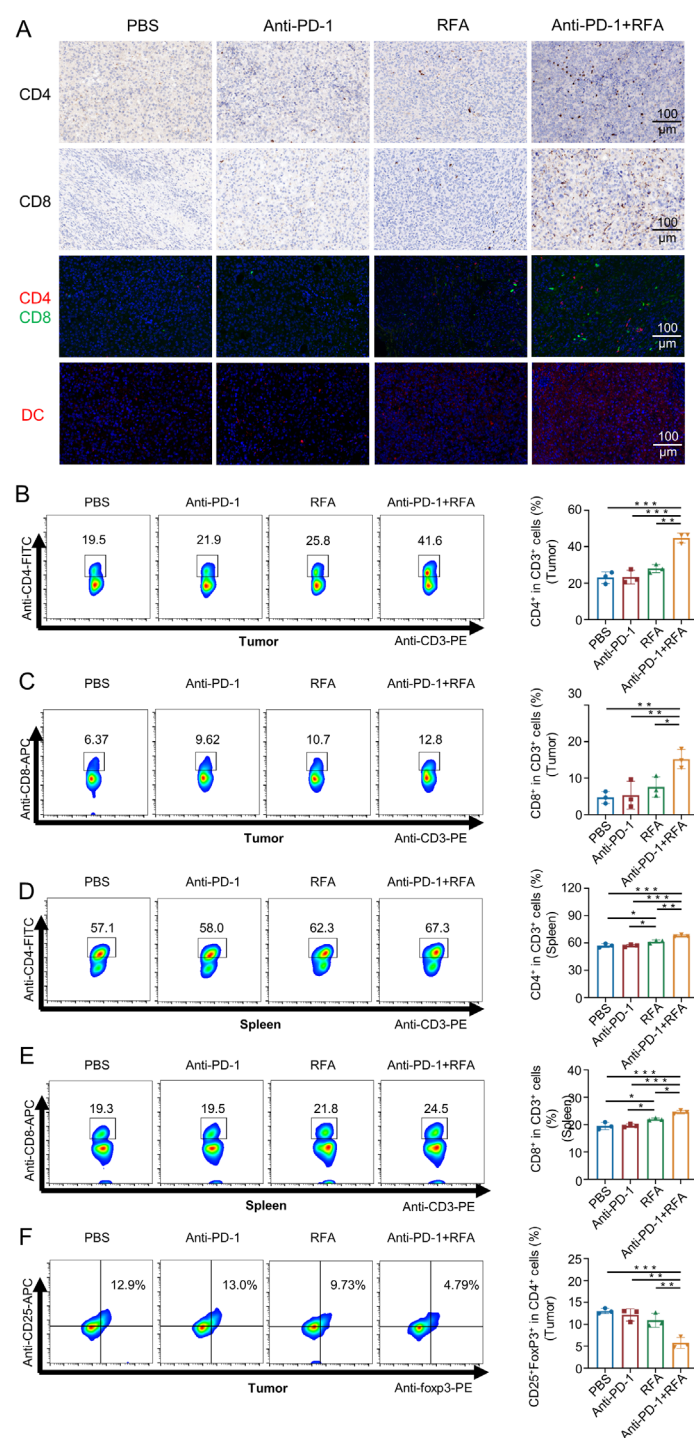 A
PBS Anti-PD-1 RFA Anti-PD-1+RFA
CD4
100
µm
CD8
100
µm
CD4
CD8
100
µm
DC
100
µm
B
PBS Anti-PD-1 RFA Anti-PD-1+RFA
19.5 21.9 25.8 41.6
Anti-CD4-FITC
Tumor Anti-CD3-PE
CD4⁺ in CD3⁺ cells (%)
(Tumor)
60
40
20
0
* * *
* * *
* *
PBS Anti-PD-1 RFA Anti-PD-1+RFA
C
PBS Anti-PD-1 RFA Anti-PD-1+RFA
6.37 9.62 10.7 12.8
Anti-CD8-APC
Tumor Anti-CD3-PE
CD8⁺ in CD3⁺ cells (%)
(Tumor)
30
20
10
0
* *
* *
*
PBS Anti-PD-1 RFA Anti-PD-1+RFA
D
PBS Anti-PD-1 RFA Anti-PD-1+RFA
57.1 58.0 62.3 67.3
Anti-CD4-FITC
Spleen Anti-CD3-PE
CD4⁺ in CD3⁺ cells (%)
(Spleen)
120
90
60
30
0
* * *
* * *
* *
*
*
PBS Anti-PD-1 RFA Anti-PD-1+RFA
E
PBS Anti-PD-1 RFA Anti-PD-1+RFA
19.3 19.5 21.8 24.5
Anti-CD8-APC
Spleen Anti-CD3-PE
CD8⁺ in CD3⁺ cells
(%)
(Spleen)
40
30
20
10
0
* * *
* * *
*
*
*
PBS Anti-PD-1 RFA Anti-PD-1+RFA
F
PBS Anti-PD-1 RFA Anti-PD-1+RFA
12.9% 13.0% 9.73% 4.79%
Anti-CD25-APC
Tumor Anti-foxp3-PE
CD25⁺FoxP3⁺ in CD4⁺ cells (%)
(Tumor)
25
20
15
10
5
0
* * *
* *
* *
PBS Anti-PD-1 RFA Anti-PD-1+RFA